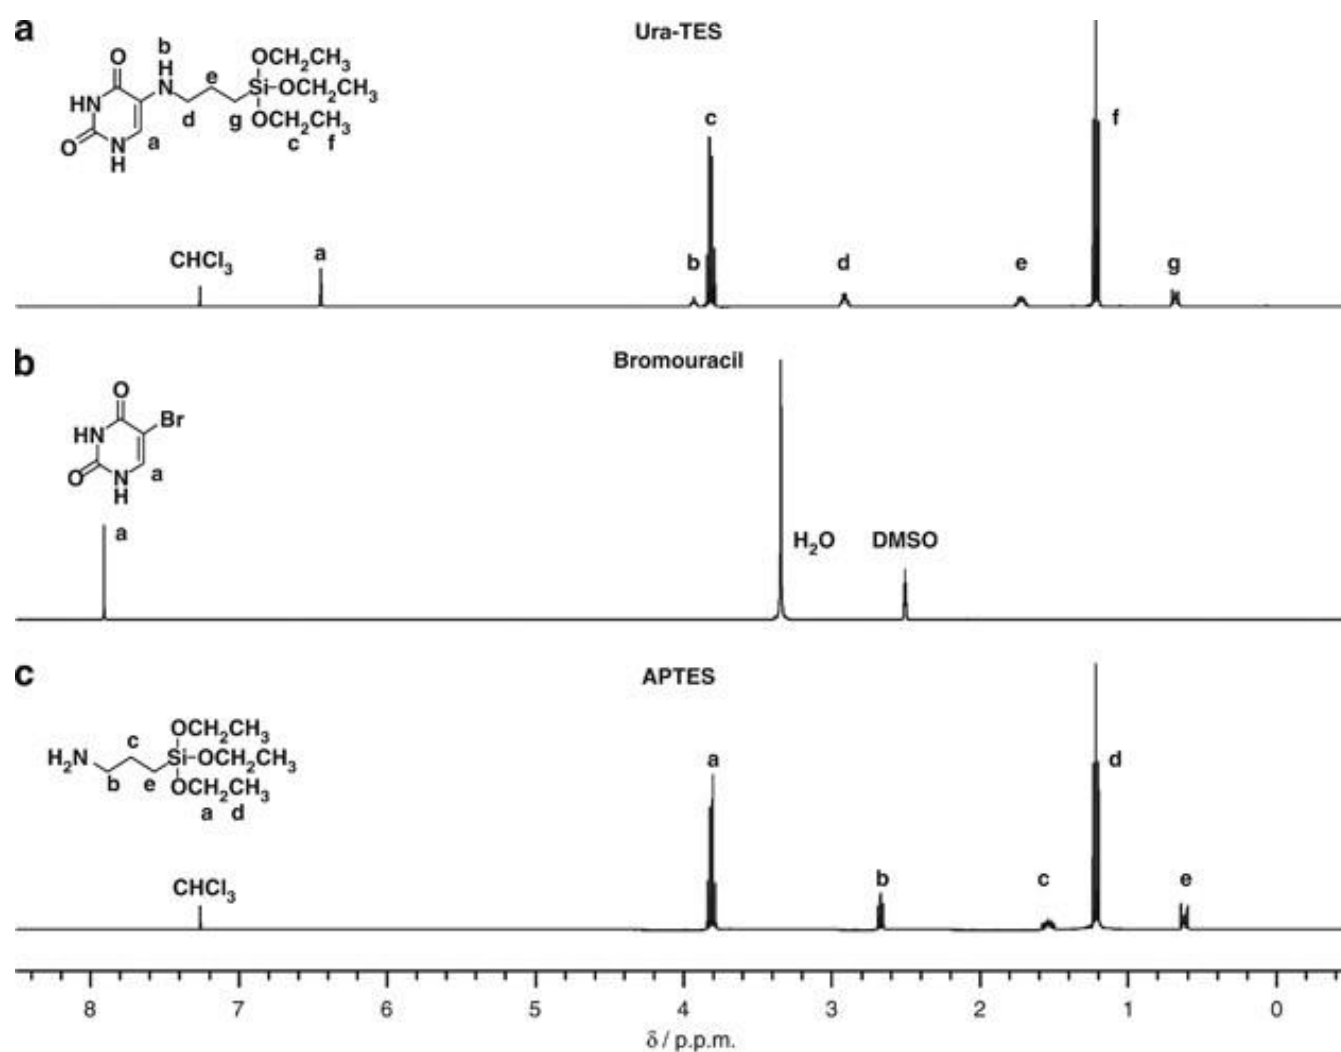 a
Ura-TES
b
O
H
N
OCH₂CH₃
e
Si
OCH₂CH₃
HN
OCH₂CH₃
d
g
c
f
O
N
H
a
c
f
CHCl₃
a
b
d
e
g
b
Bromouracil
O
Br
HN
O
N
H
a
a
H₂O
DMSO
c
APTES
OCH₂CH₃
c
H₂N
Si
OCH₂CH₃
b
e
OCH₂CH₃
a
d
a
d
CHCl₃
b
c
e
8 7 6 5 4 3 2 1 0
δ / p.p.m.